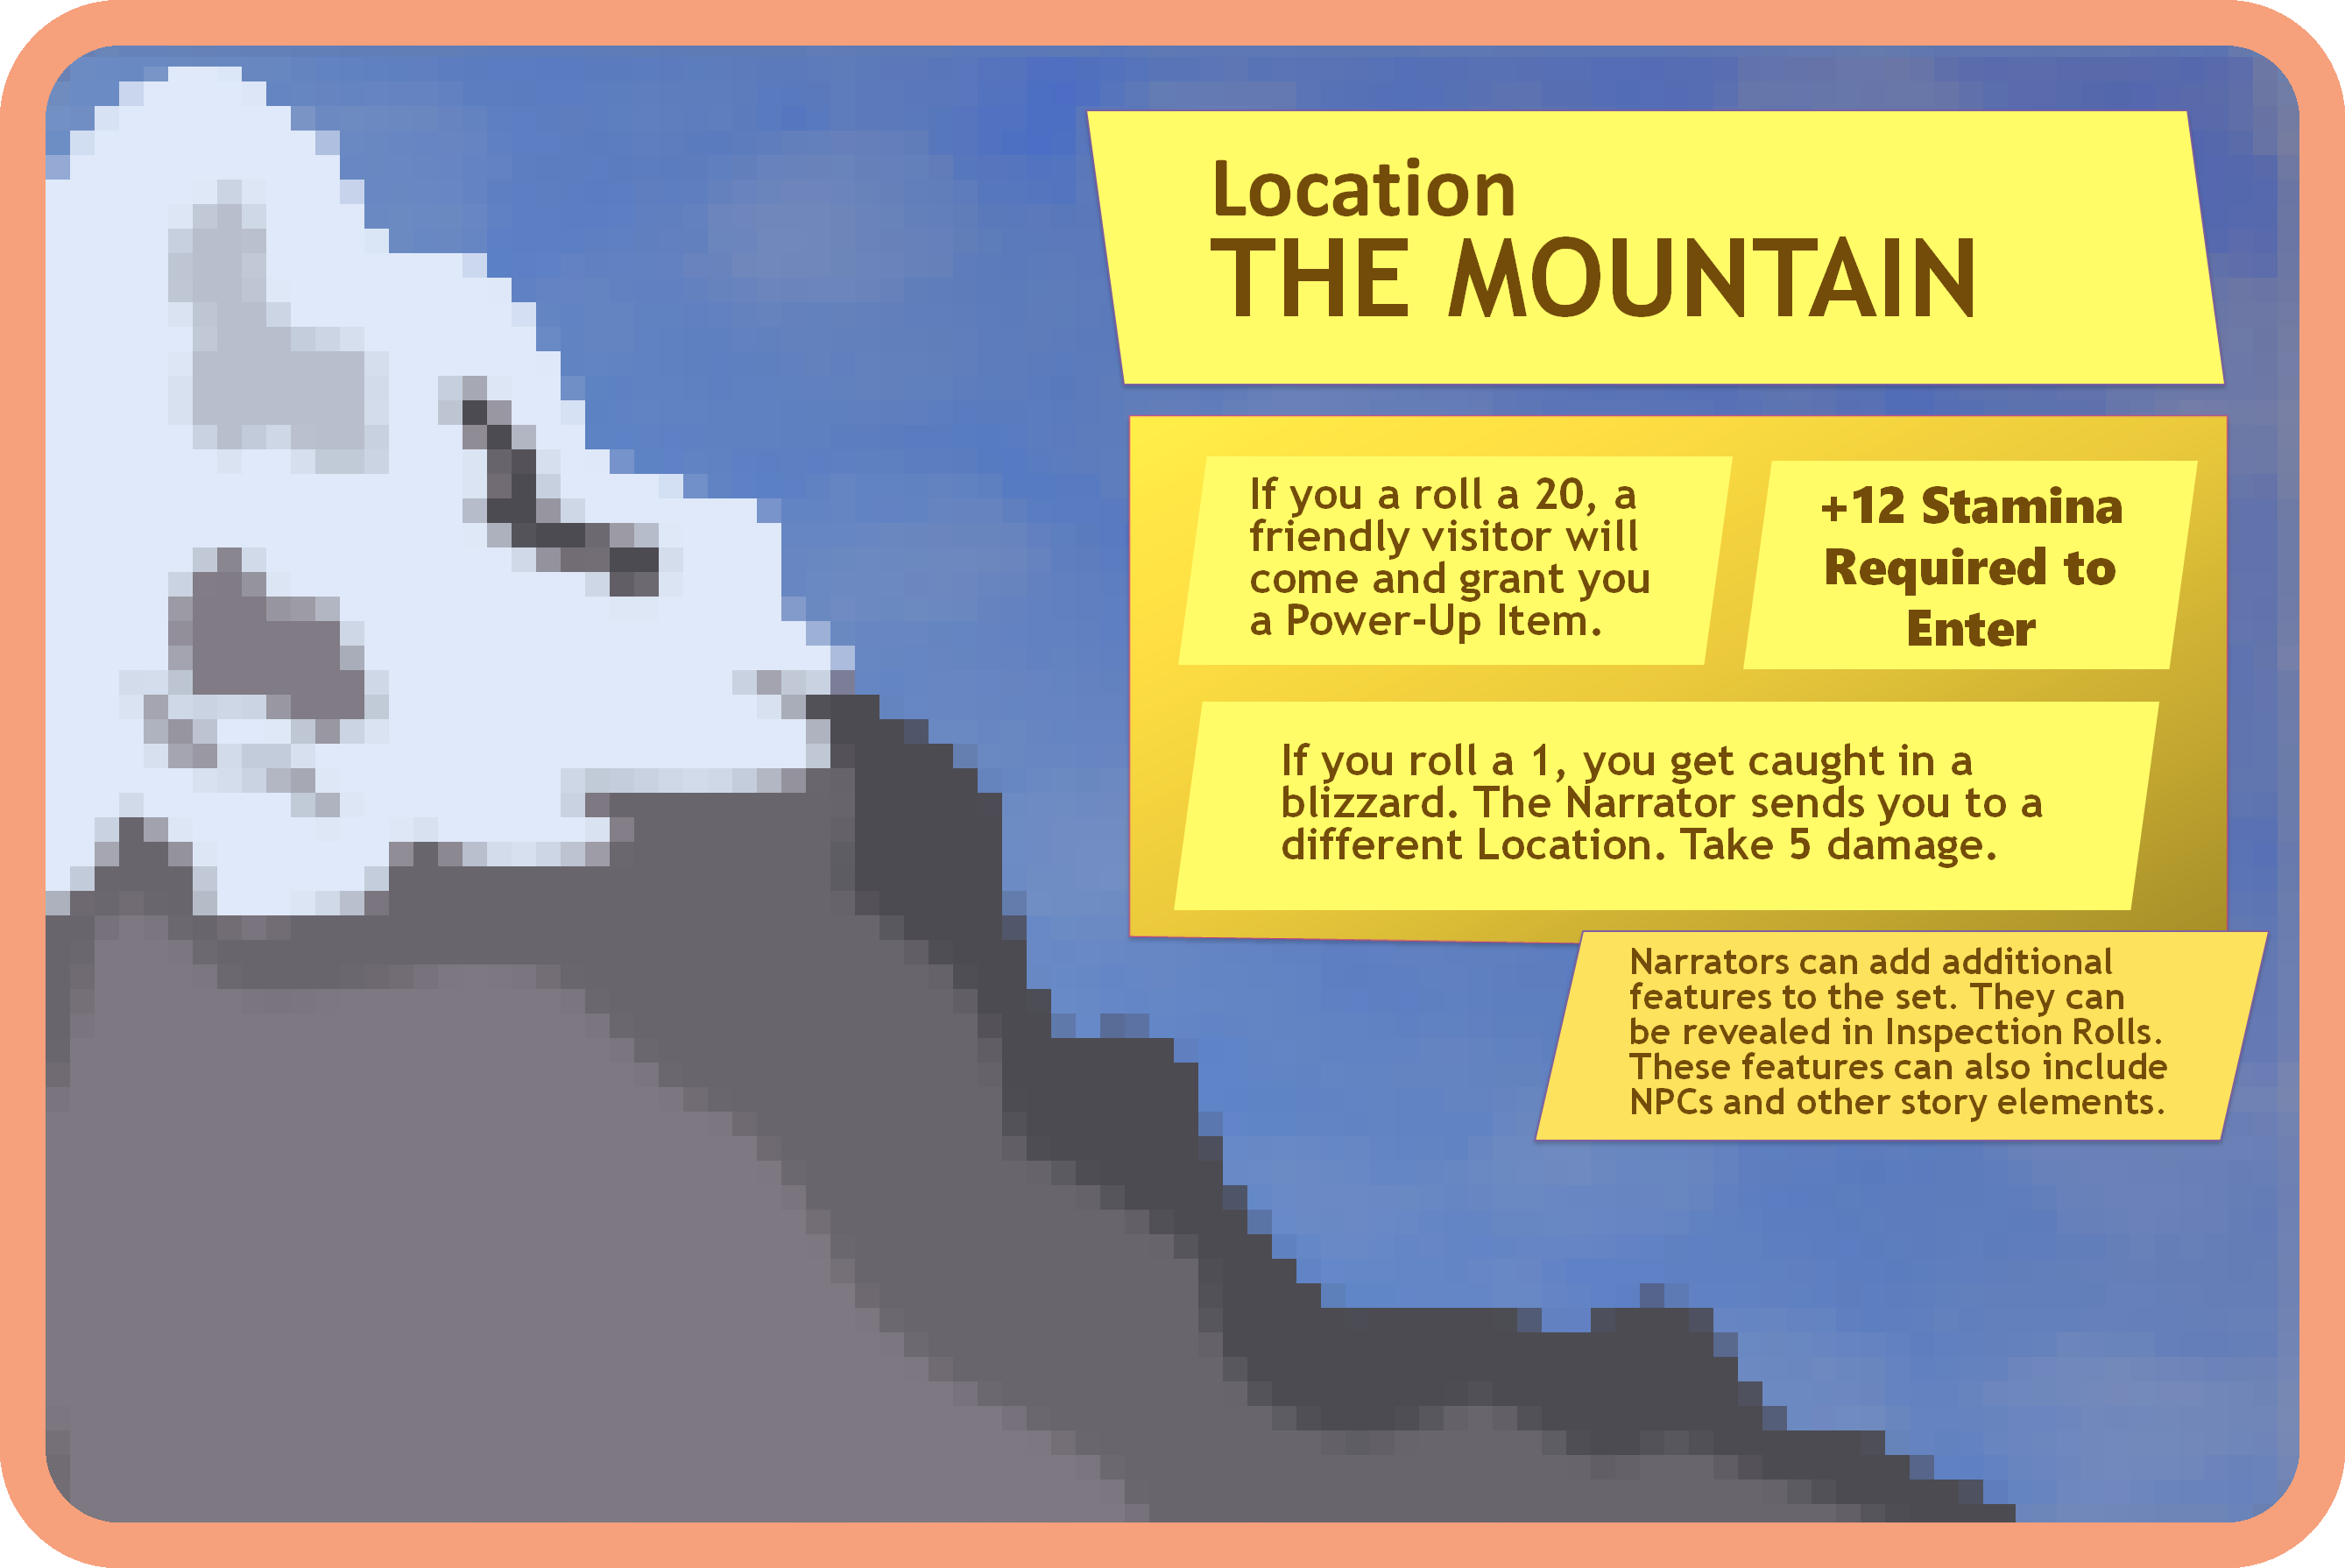 Location
THE MOUNTAIN
If you a roll a 20, a
friendly visitor will
come and grant you
a Power-Up Item.
+12 Stamina
Required to
Enter
If you roll a 1, you get caught in a
blizzard. The Narrator sends you to a
different Location. Take 5 damage.
Narrators can add additional
features to the set. They can
be revealed in Inspection Rolls.
These features can also include
NPCs and other story elements.